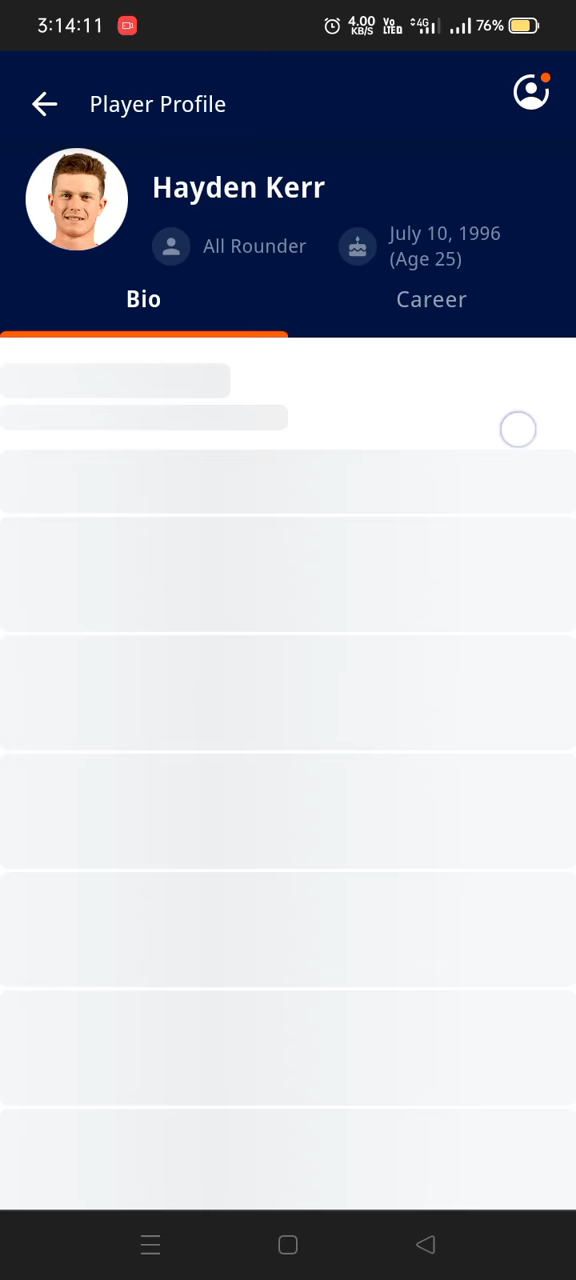 3:14:11
4.00 KB/S Vo LTED 4G 76%
Player Profile
Hayden Kerr
All Rounder
July 10, 1996
(Age 25)
Bio
Career